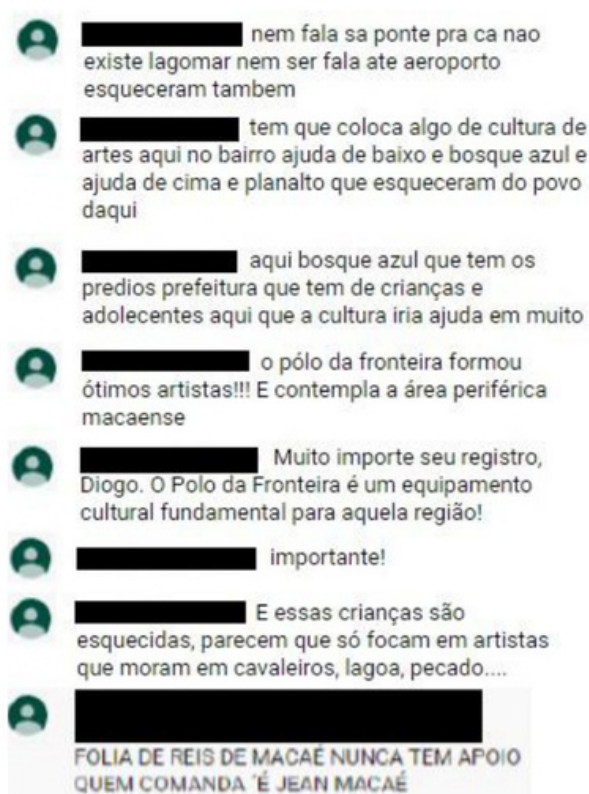 nem fala sa ponte pra ca nao
existe lagomar nem ser fala ate aeroporto
esqueceram tambem
tem que coloca algo de cultura de
artes aqui no bairro ajuda de baixo e bosque azul e
ajuda de cima e planalto que esqueceram do povo
daqui
aqui bosque azul que tem os
predios prefeitura que tem de crianças e
adolecentes aqui que a cultura iria ajuda em muito
o pólo da fronteira formou
ótimos artistas!!! E contempla a área periférica
macaense
Muito importe seu registro,
Diogo. O Polo da Fronteira é um equipamento
cultural fundamental para aquela região!
importante!
E essas crianças são
esquecidas, parecem que só focam em artistas
que moram em cavaleiros, lagoa, pecado....
FOLIA DE REIS DE MACAÉ NUNCA TEM APOIO
QUEM COMANDA ´É JEAN MACAÉ